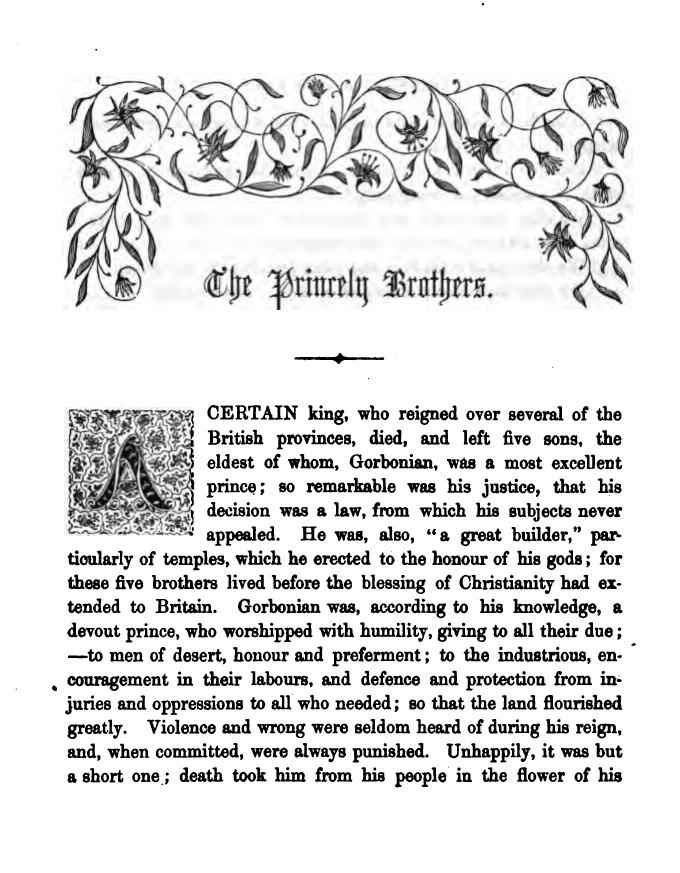 The Princely Brothers.
A CERTAIN king, who reigned over several of the
British provinces, died, and left five sons, the
eldest of whom, Gorbonian, was a most excellent
prince; so remarkable was his justice, that his
decision was a law, from which his subjects never
appealed. He was, also, “a great builder,” par-
ticularly of temples, which he erected to the honour of his gods; for
these five brothers lived before the blessing of Christianity had ex-
tended to Britain. Gorbonian was, according to his knowledge, a
devout prince, who worshipped with humility, giving to all their due;
—to men of desert, honour and preferment; to the industrious, en-
couragement in their labours, and defence and protection from in-
juries and oppressions to all who needed; so that the land flourished
greatly. Violence and wrong were seldom heard of during his reign,
and, when committed, were always punished. Unhappily, it was but
a short one; death took him from his people in the flower of his